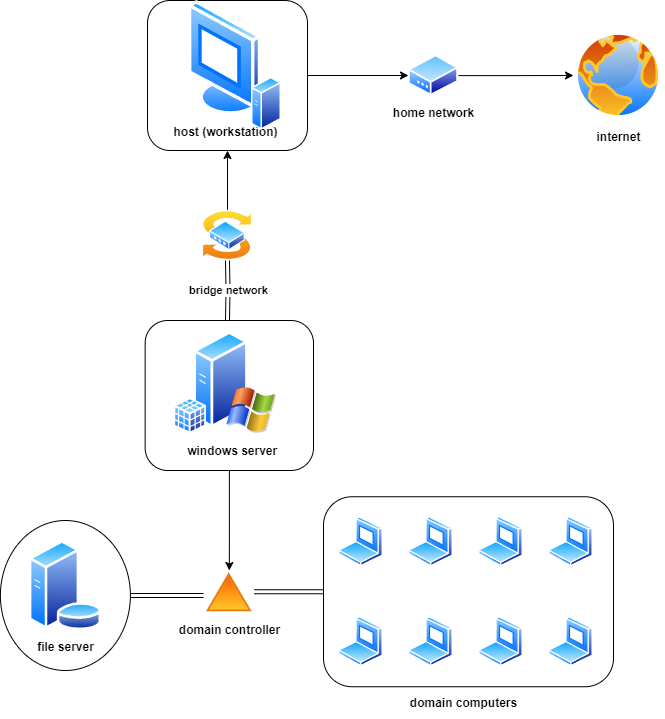 host (workstation)
home network
internet
bridge network
windows server
domain controller
file server
domain computers